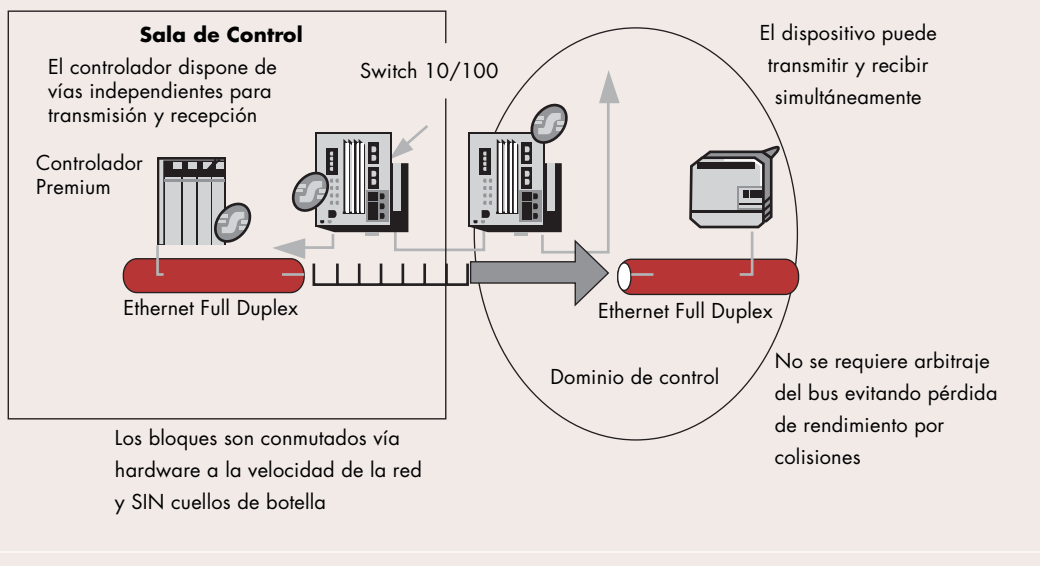 Sala de Control
El controlador dispone de
vías independientes para
transmisión y recepción
Switch 10/100
El dispositivo puede
transmitir y recibir
simultáneamente
Controlador
Premium
Ethernet Full Duplex
Ethernet Full Duplex
Dominio de control
No se requiere arbitraje
del bus evitando pérdida
de rendimiento por
colisiones
Los bloques son conmutados vía
hardware a la velocidad de la red
y SIN cuellos de botella